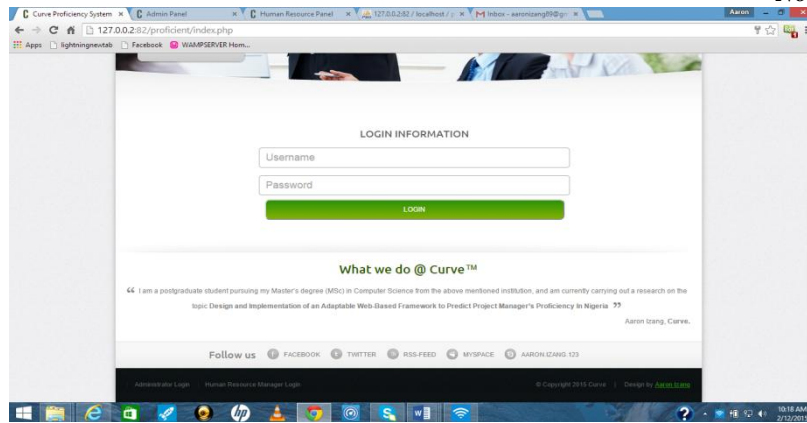 Curve Proficiency System
Admin Panel
Human Resource Panel
127.0.0.2:82 / localhost / p
Inbox - aaronizang89@gm
Aaron
127.0.0.2:82/proficient/index.php
Apps lightningnewtab Facebook WAMPSERVER Hom...
LOGIN INFORMATION
Username
Password
LOGIN
What we do @ Curve™
“ I am a postgraduate student pursuing my Master's degree (MSc) in Computer Science from the above mentioned institution, and am currently carrying out a research on the
topic Design and Implementation of an Adaptable Web-Based Framework to Predict Project Manager's Proficiency In Nigeria ”
Aaron Izang, Curve.
Follow us FACEBOOK TWITTER RSS-FEED MYSPACE AARON.IZANG.123
Administrator Login Human Resource Manager Login © Copyright 2015 Curve | Design by Aaron Izang
10:18 AM
2/12/2015